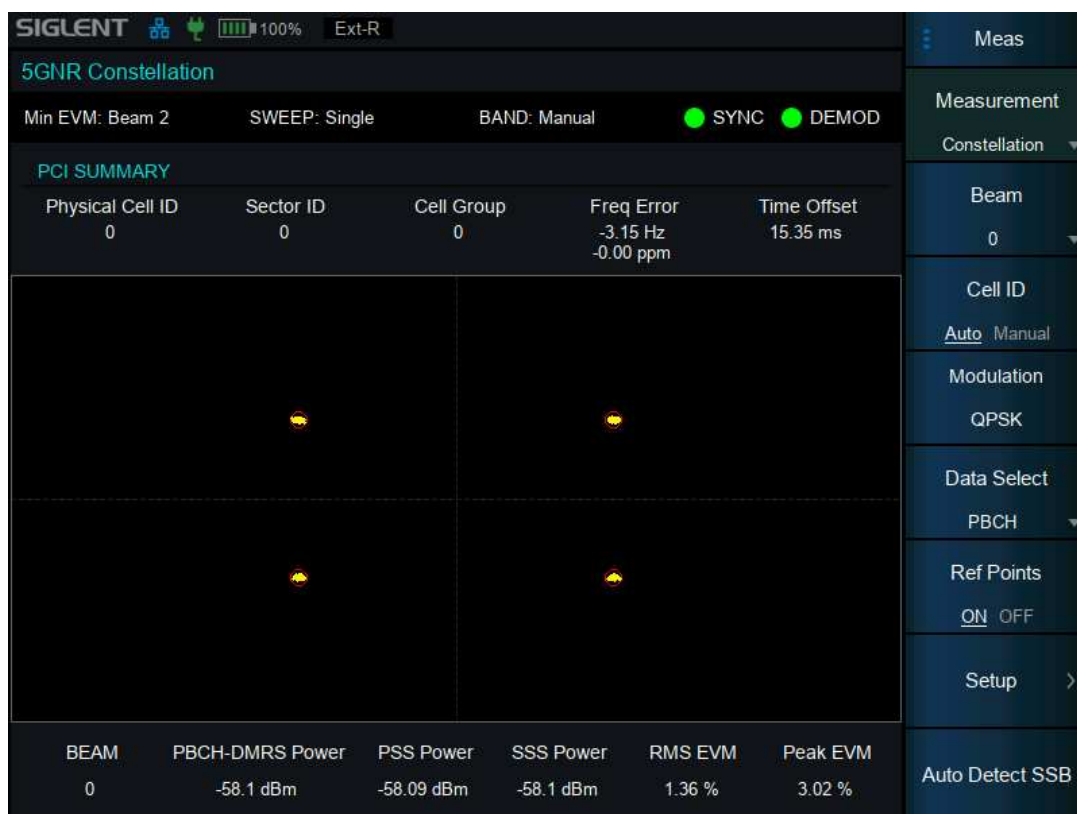 SIGLENT 100% Ext-R
5GNR Constellation
Min EVM: Beam 2 SWEEP: Single BAND: Manual SYNC DEMOD
PCI SUMMARY
Physical Cell ID Sector ID Cell Group Freq Error Time Offset
0 0 0 -3.15 Hz 15.35 ms
-0.00 ppm
BEAM PBCH-DMRS Power PSS Power SSS Power RMS EVM Peak EVM
0 -58.1 dBm -58.09 dBm -58.1 dBm 1.36 % 3.02 %
Meas
Measurement
Constellation
Beam
0
Cell ID
Auto Manual
Modulation
QPSK
Data Select
PBCH
Ref Points
ON OFF
Setup
Auto Detect SSB